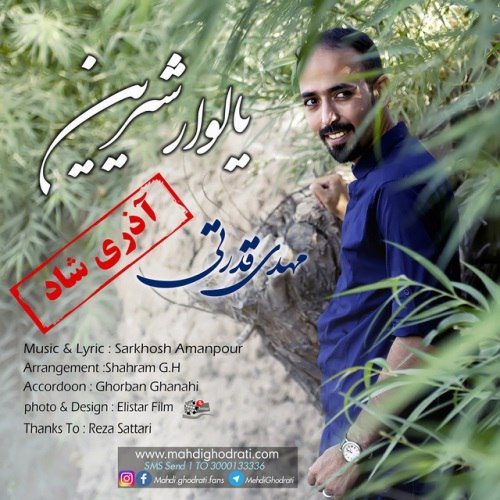 یالوار شیرین
آذری شاد
مهدی قدرتی
Music & Lyric : Sarkhosh Amanpour
Arrangement :Shahram G.H
Accordoon : Ghorban Ghanahi
photo & Design : Elistar Film
Thanks To : Reza Sattari
www.mahdighodrati.com
SMS Send 1 TO 3000133336
Mahdi ghodrati.fans MehdiGhodrati